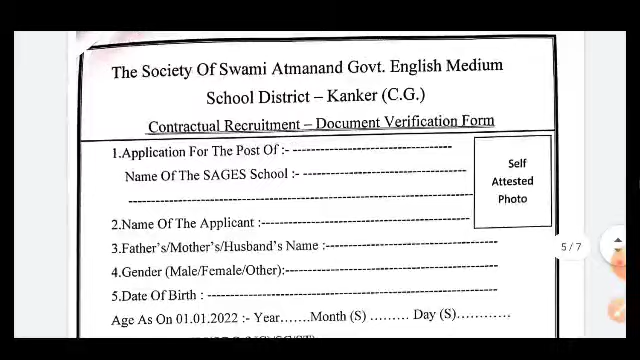 The Society Of Swami Atmanand Govt. English Medium
School District – Kanker (C.G.)
Contractual Recruitment – Document Verification Form
1.Application For The Post Of :- ------------------------------
Self
Attested
Photo
Name Of The SAGES School :- ------------------------------
------------------------------------------------------------
2.Name Of The Applicant :------------------------------------
3.Father's/Mother's/Husband's Name :------------------------------
5/7
4.Gender (Male/Female/Other):------------------------------------
5.Date Of Birth : ------------------------------------------------
Age As On 01.01.2022 :- Year…….Month (S) ……… Day (S)…………